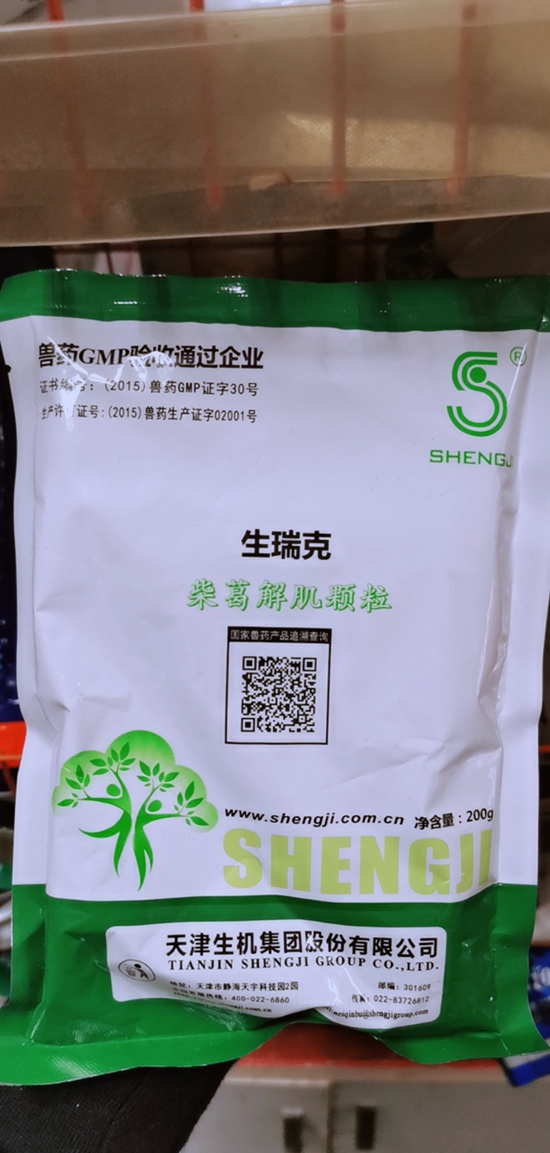 兽药GMP验收通过企业
证书编号：(2015)兽药GMP证字30号
生产许可证号：(2015)兽药生产证字02001号
®
SHENGJI
生瑞克
柴葛解肌颗粒
国家兽药产品追溯查询
www.shengji.com.cn 净含量：200g
SHENGJI
天津生机集团股份有限公司
TIANJIN SHENGJI GROUP CO.,LTD.
地址：天津市静海天宇科技园2园 邮编：301609
热线：400-022-6860 传真：022-83726812